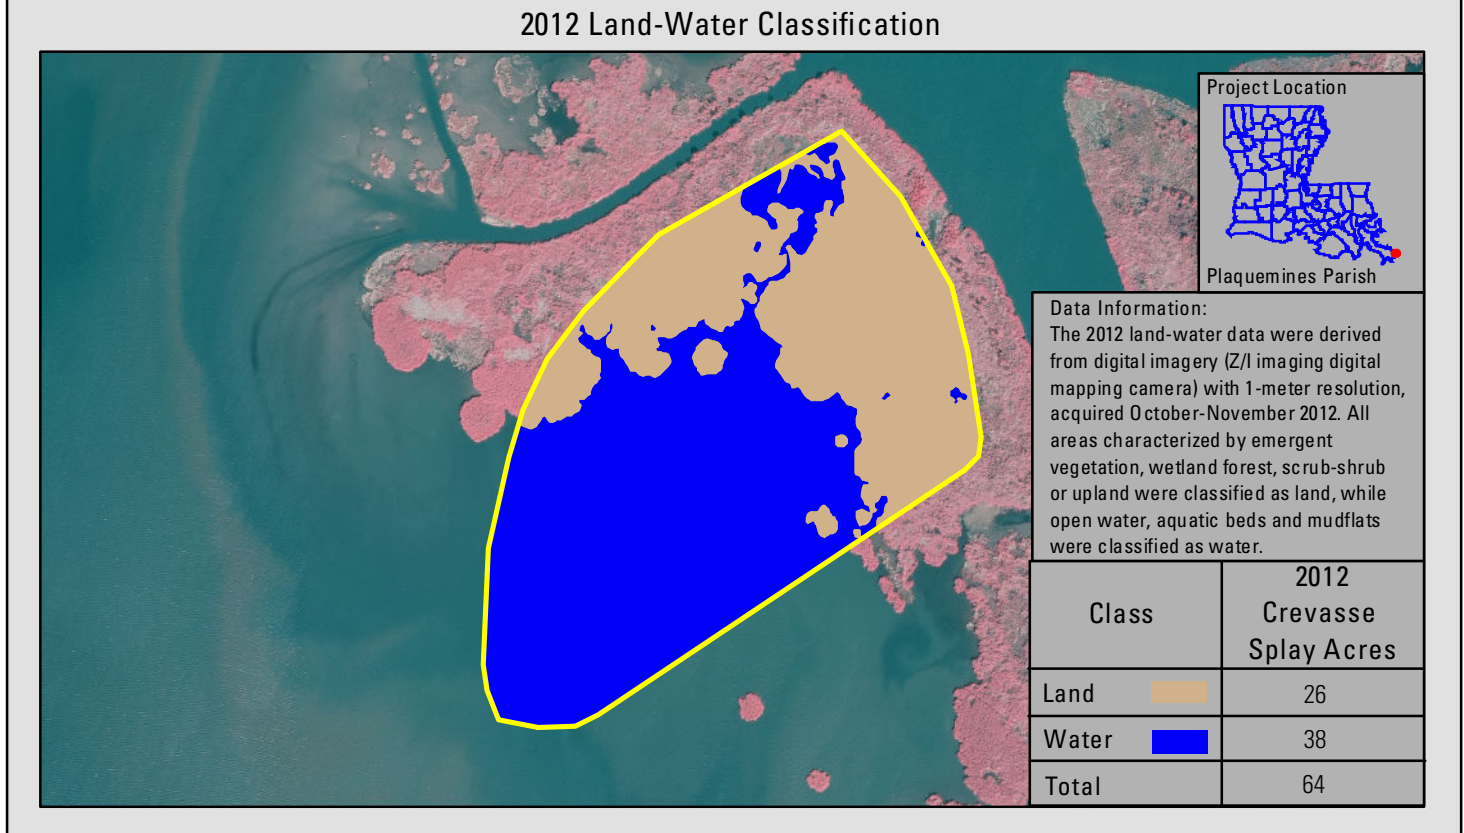 2012 Land-Water Classification
Project Location
Plaquemines Parish
Data Information:
The 2012 land-water data were derived
from digital imagery (Z/I imaging digital
mapping camera) with 1-meter resolution,
acquired October-November 2012. All
areas characterized by emergent
vegetation, wetland forest, scrub-shrub
or upland were classified as land, while
open water, aquatic beds and mudflats
were classified as water.
Class
2012
Crevasse
Splay Acres
Land 26
Water 38
Total 64